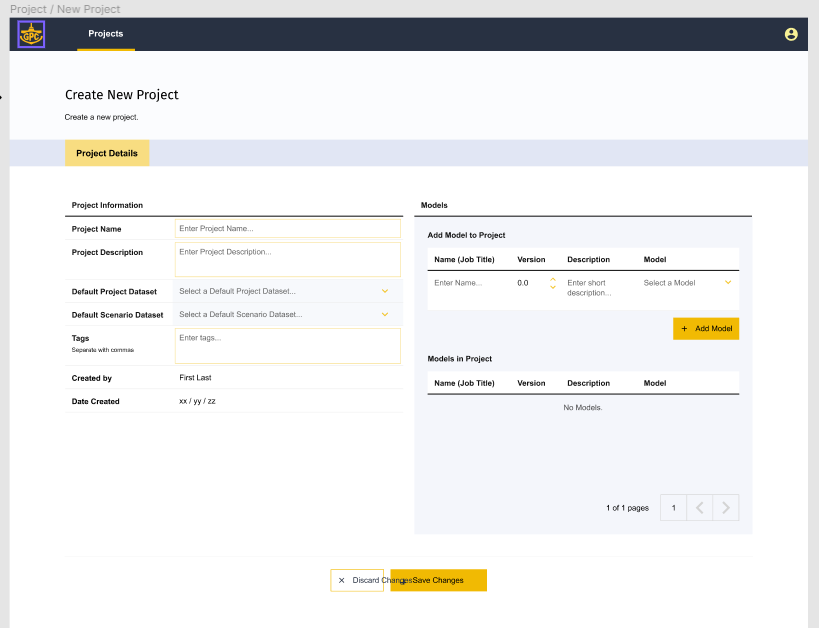 Project / New Project
GPC
Projects
Create New Project
Create a new project.
Project Details
Project Information
Project Name
Enter Project Name...
Project Description
Enter Project Description...
Default Project Dataset
Select a Default Project Dataset...
Default Scenario Dataset
Select a Default Scenario Dataset...
Tags
Separate with commas
Enter tags...
Created by
First Last
Date Created
xx / yy / zz
Models
Add Model to Project
Name (Job Title) Version Description Model
Enter Name... 0.0 Enter short Select a Model
description...
+ Add Model
Models in Project
Name (Job Title) Version Description Model
No Models.
1 of 1 pages 1
Discard Changes Save Changes